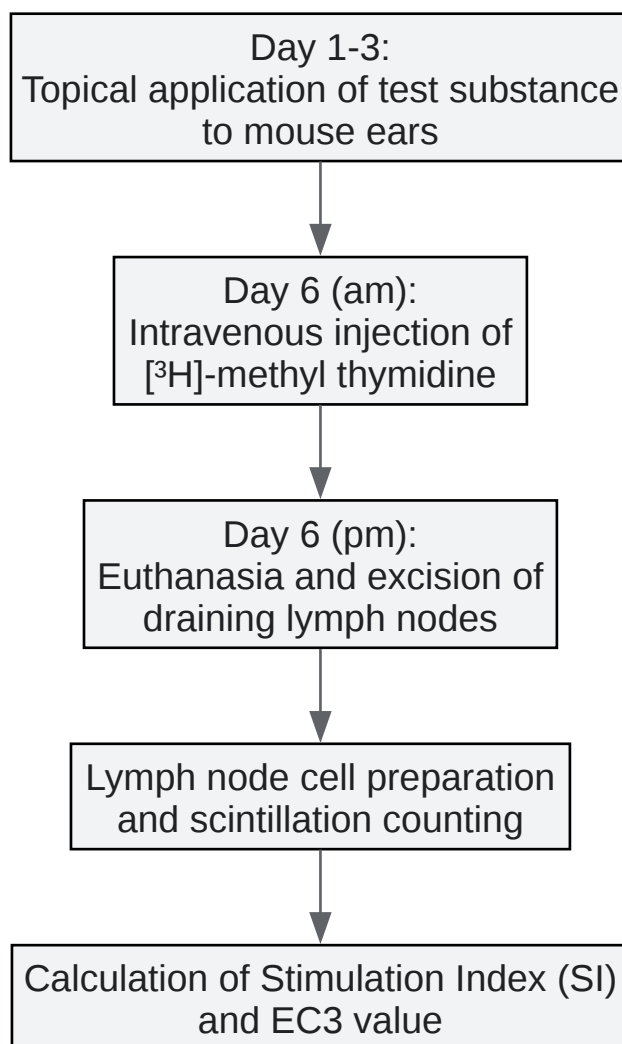 Day 1-3:
Topical application of test substance
to mouse ears
Day 6 (am):
Intravenous injection of
[³H]-methyl thymidine
Day 6 (pm):
Euthanasia and excision of
draining lymph nodes
Lymph node cell preparation
and scintillation counting
Calculation of Stimulation Index (SI)
and EC3 value